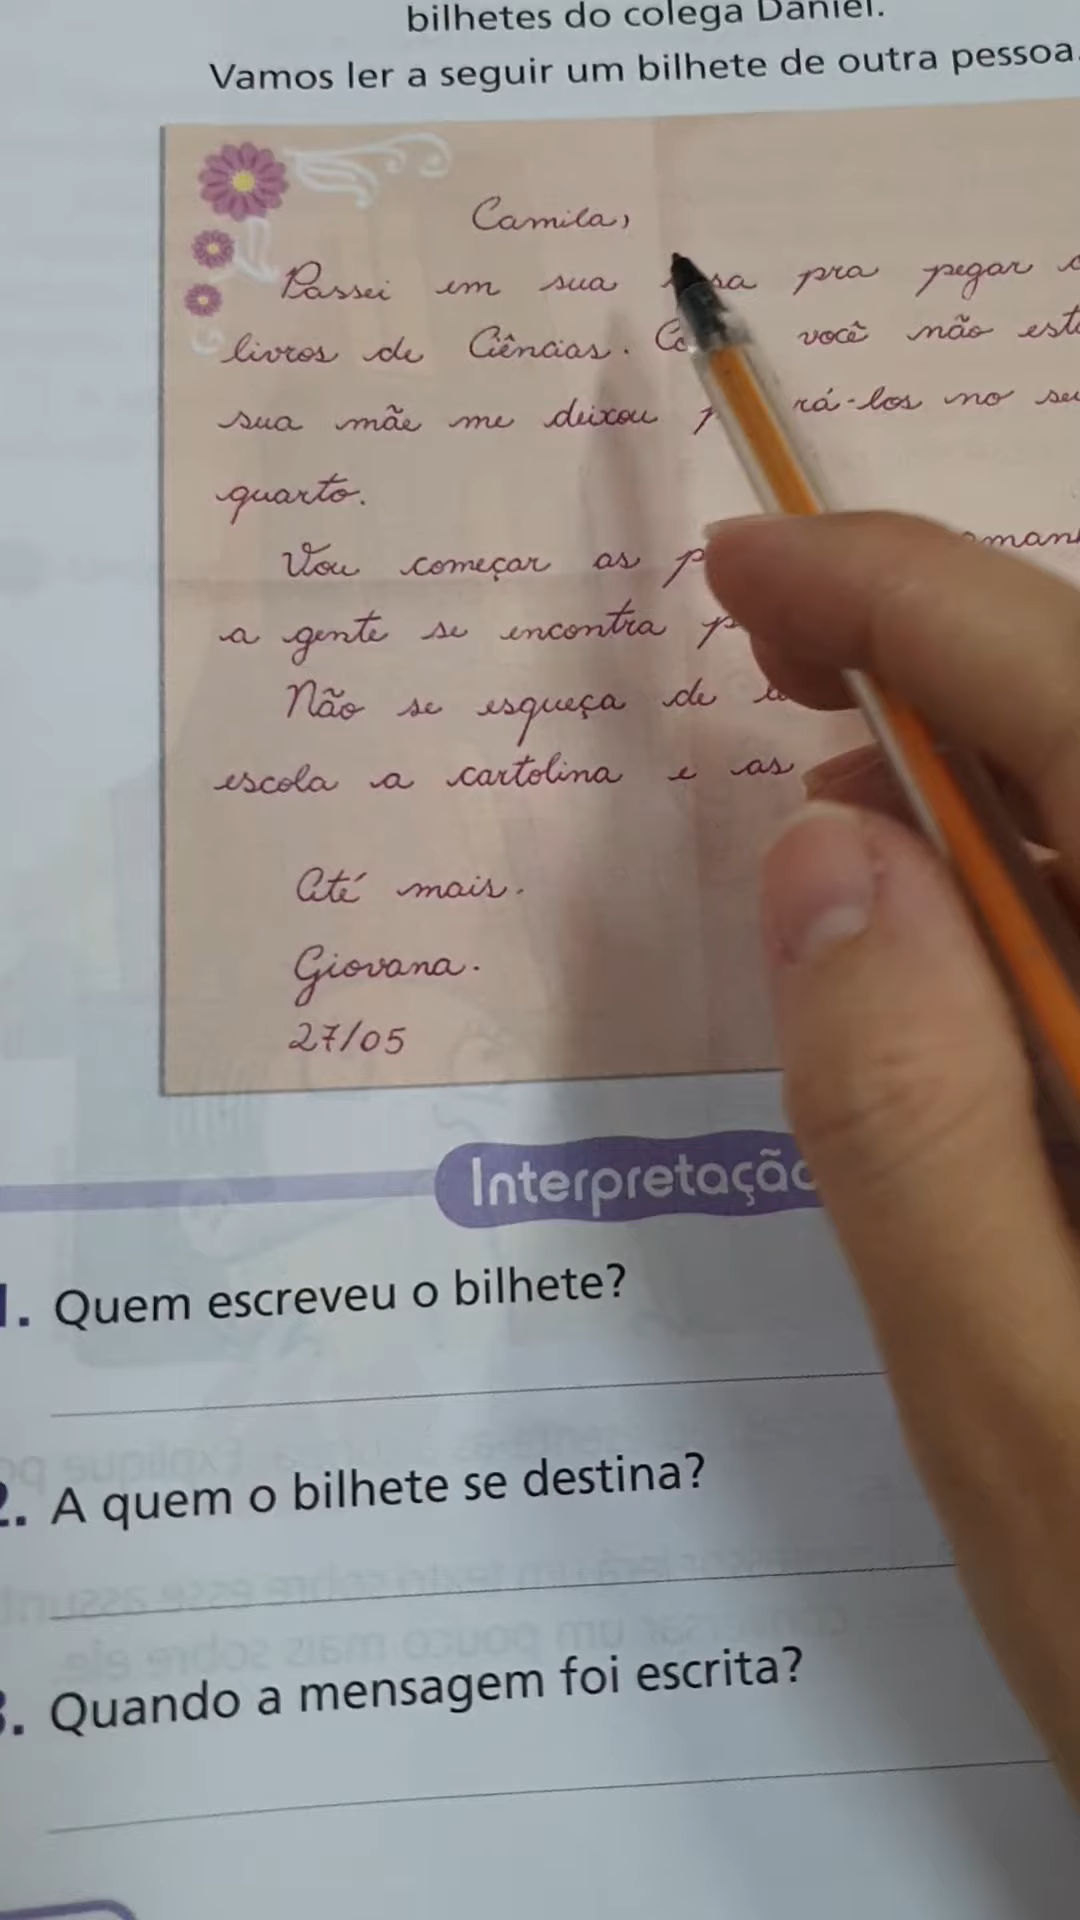 bilhetes do colega Daniel.
Vamos ler a seguir um bilhete de outra pessoa.
Camila,
Passei em sua pra pegar
livros de Ciências. você não
sua mãe me deixou no
quarto.
Vou começar as
a gente se encontra
Não se esqueça de
escola a cartolina e as
Até mais.
Giovana.
27/05
Interpretação
1. Quem escreveu o bilhete?
2. A quem o bilhete se destina?
3. Quando a mensagem foi escrita?